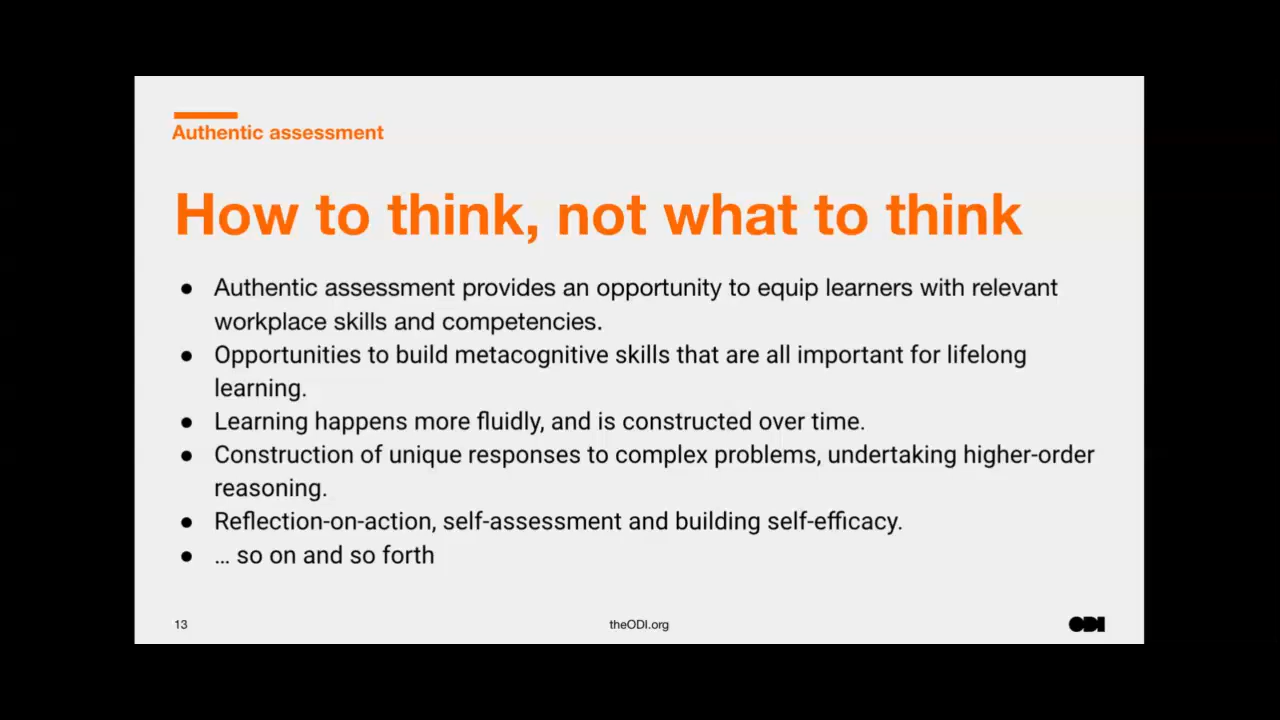 Authentic assessment
How to think, not what to think
● Authentic assessment provides an opportunity to equip learners with relevant
workplace skills and competencies.
● Opportunities to build metacognitive skills that are all important for lifelong
learning.
● Learning happens more fluidly, and is constructed over time.
● Construction of unique responses to complex problems, undertaking higher-order
reasoning.
● Reflection-on-action, self-assessment and building self-efficacy.
● … so on and so forth
13
theODI.org
ODI